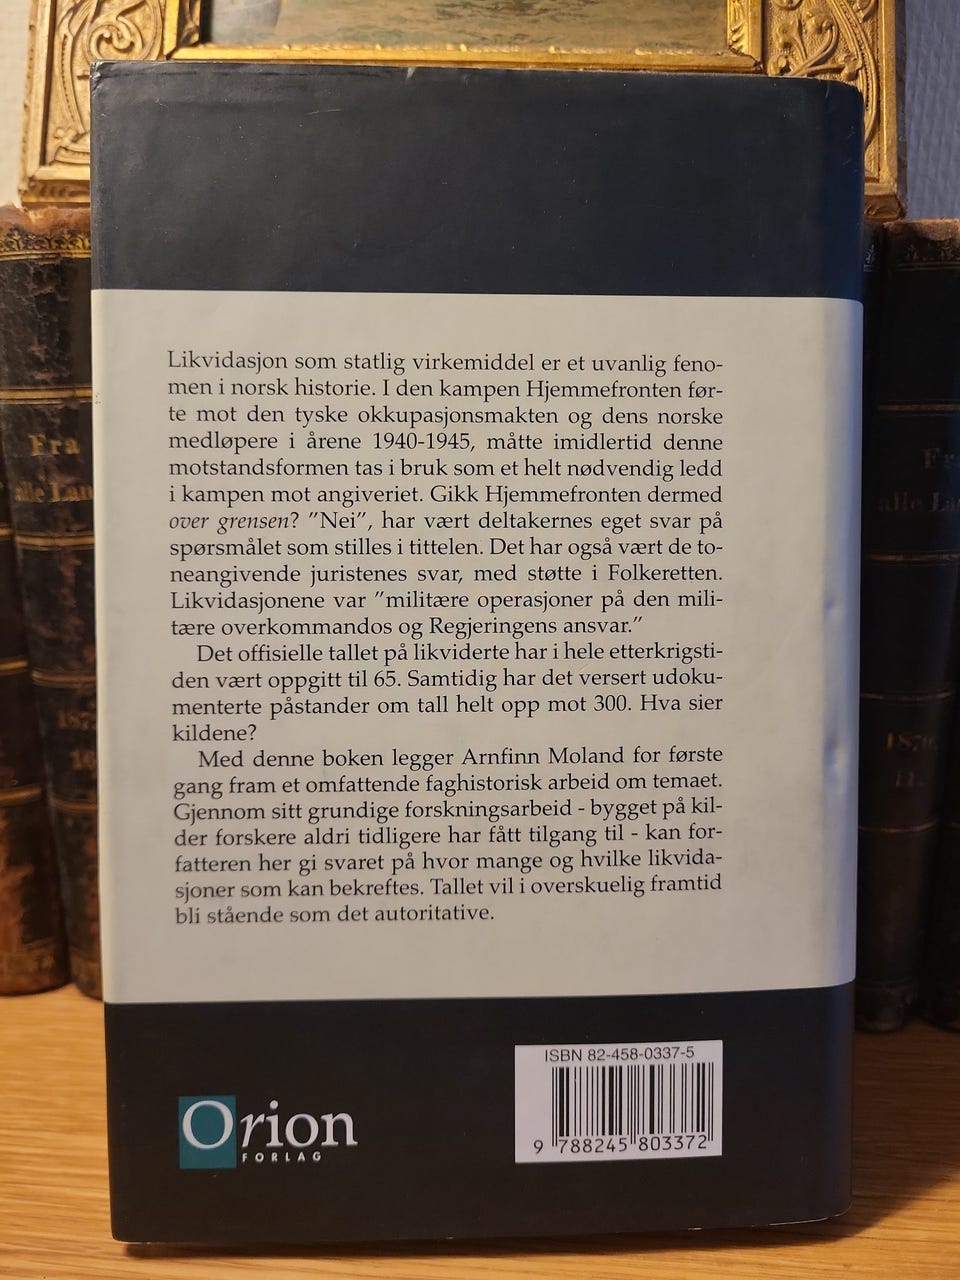 Likvidasjon som statlig virkemiddel er et uvanlig feno-
men i norsk historie. I den kampen Hjemmefronten før-
te mot den tyske okkupasjonsmakten og dens norske
medløpere i årene 1940-1945, måtte imidlertid denne
motstandsformen tas i bruk som et helt nødvendig ledd
i kampen mot angiveriet. Gikk Hjemmefronten dermed
over grensen? ”Nei”, har vært deltakernes eget svar på
spørsmålet som stilles i tittelen. Det har også vært de to-
neangivende juristenes svar, med støtte i Folkeretten.
Likvidasjonene var ”militære operasjoner på den mili-
tære overkommandos og Regjeringens ansvar.”
Det offisielle tallet på likviderte har i hele etterkrigsti-
den vært oppgitt til 65. Samtidig har det versert udoku-
menterte påstander om tall helt opp mot 300. Hva sier
kildene?
Med denne boken legger Arnfinn Moland for første
gang fram et omfattende faghistorisk arbeid om temaet.
Gjennom sitt grundige forskningsarbeid - bygget på kil-
der forskere aldri tidligere har fått tilgang til - kan for-
fatteren her gi svaret på hvor mange og hvilke likvida-
sjoner som kan bekreftes. Tallet vil i overskuelig framtid
bli stående som det autoritative.
Orion
FORLAG
ISBN 82-458-0337-5
9 788245 803372
Fra
alle Lan